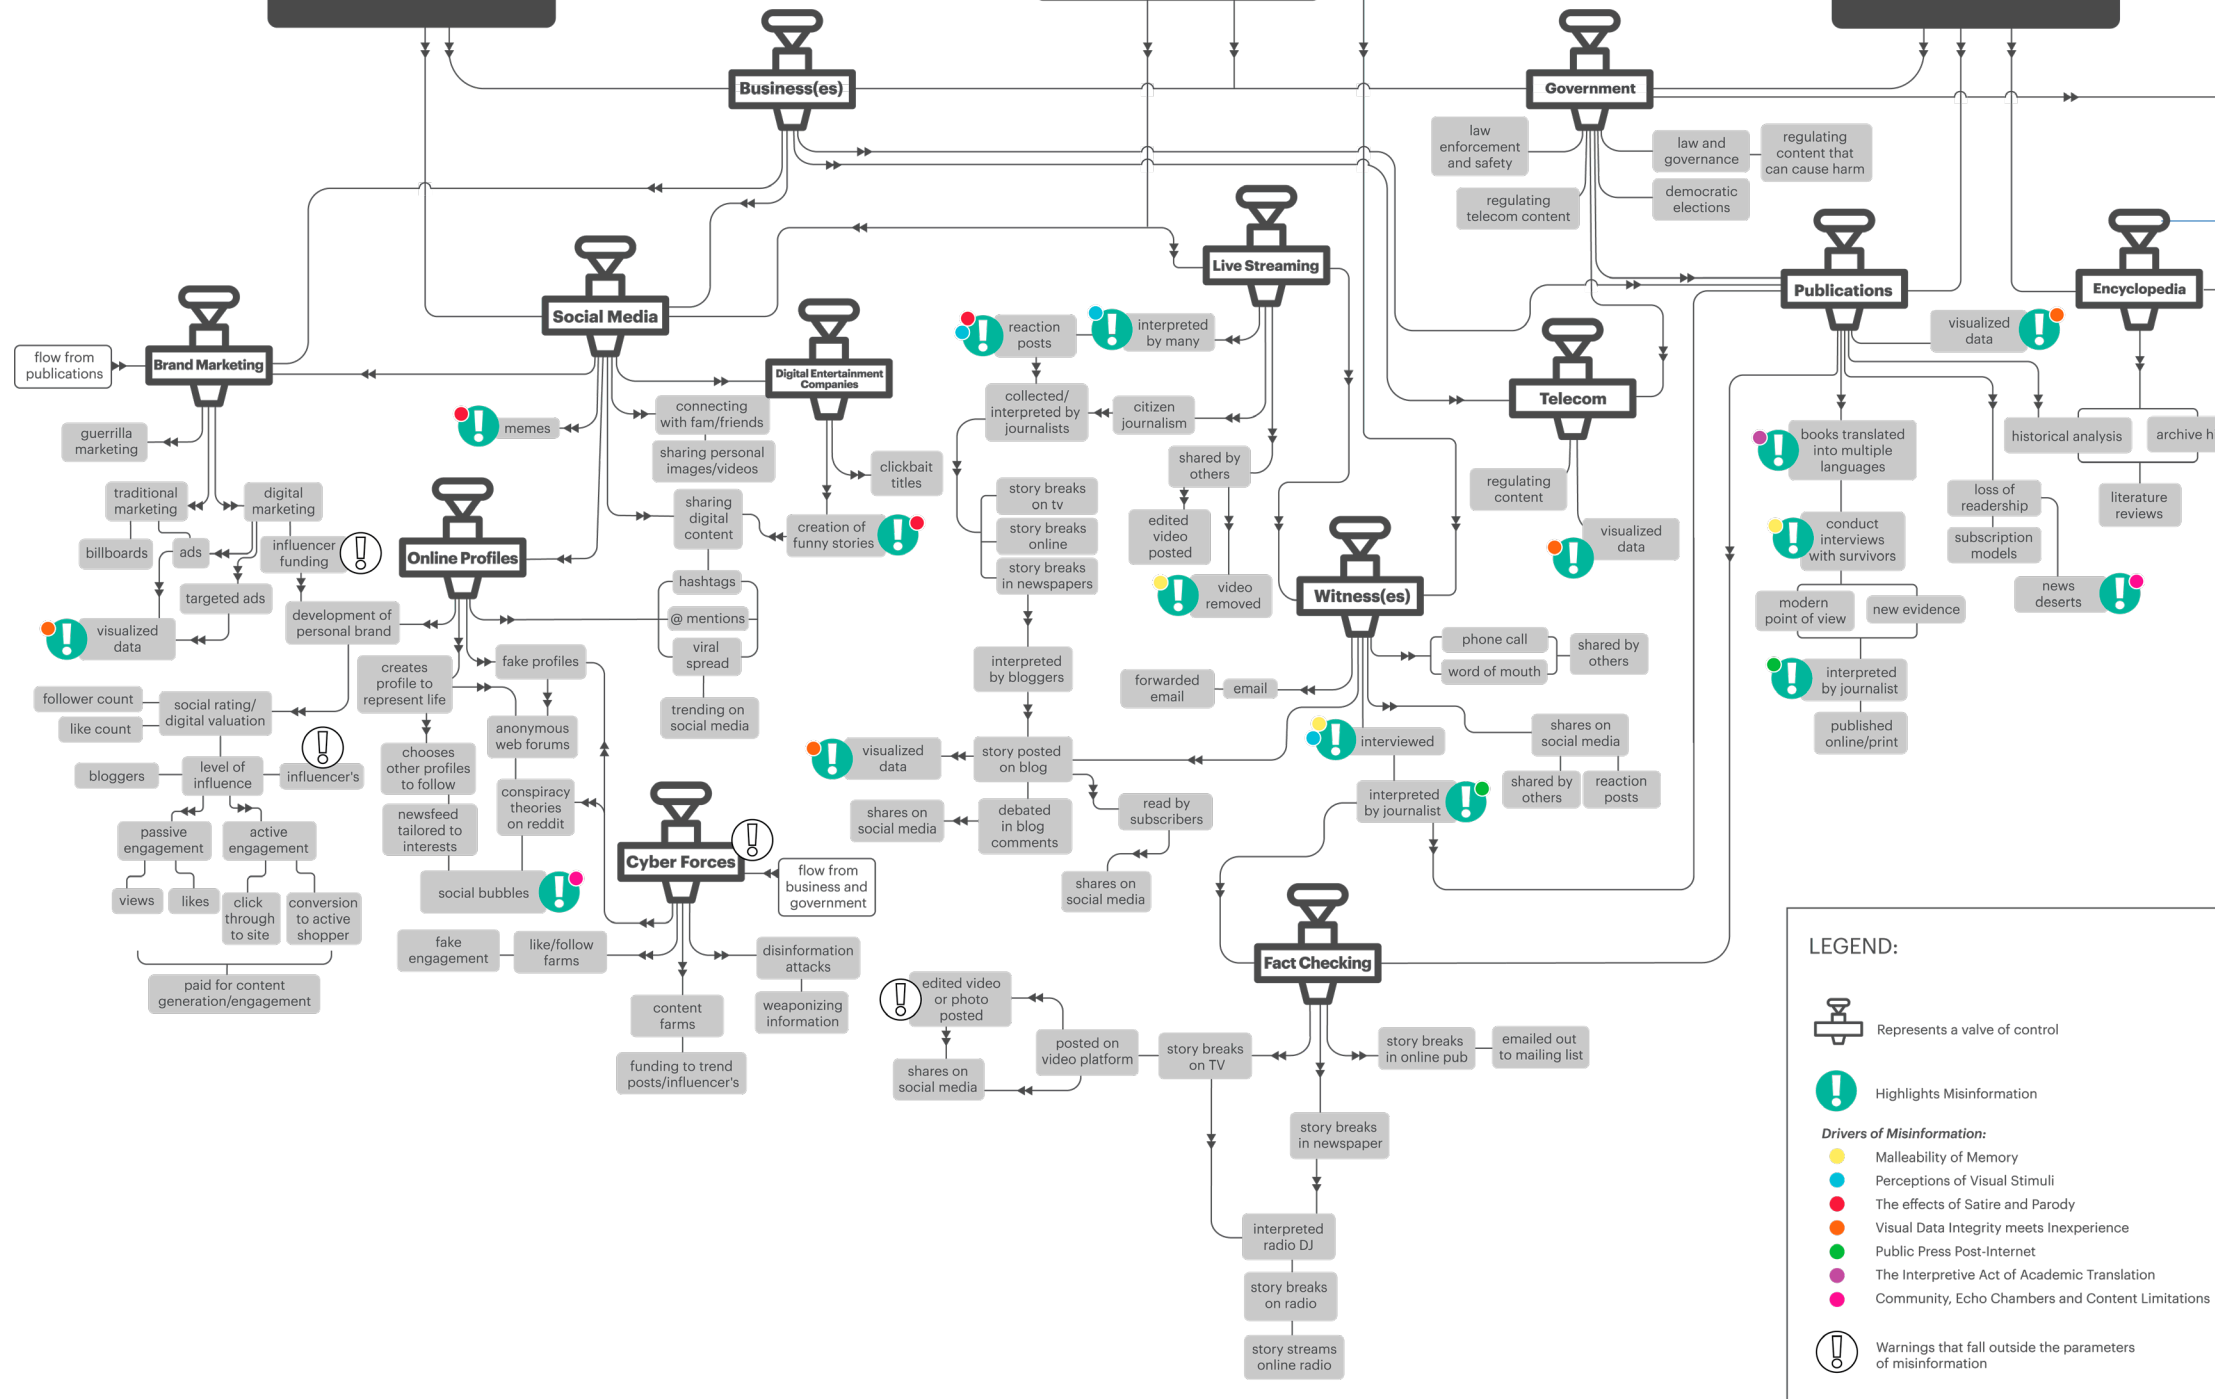 Business(es)
Government
law
enforcement
and safety
law and
governance
regulating
content that
can cause harm
regulating
telecom content
democratic
elections
Live Streaming
Social Media
Publications
Encyclopedia
flow from
publications
Brand Marketing
Digital Entertainment
Companies
reaction
posts
interpreted
by many
visualized
data
Telecom
guerrilla
marketing
memes
connecting
with fam/friends
sharing personal
images/videos
clickbait
titles
collected/
interpreted by
journalists
citizen
journalism
shared by
others
books translated
into multiple
languages
historical analysis
archive h
traditional
marketing
digital
marketing
billboards
ads
influencer
funding
targeted ads
development of
personal brand
visualized
data
Online Profiles
sharing
digital
content
creation of
funny stories
hashtags
@ mentions
viral
spread
trending on
social media
story breaks
on tv
story breaks
online
story breaks
in newspapers
edited
video
posted
video
removed
Witness(es)
regulating
content
visualized
data
loss of
readership
subscription
models
news
deserts
literature
reviews
conduct
interviews
with survivors
modern
point of view
new evidence
interpreted
by journalist
published
online/print
follower count
like count
social rating/
digital valuation
creates
profile to
represent life
fake profiles
anonymous
web forums
chooses
other profiles
to follow
newsfeed
tailored to
interests
conspiracy
theories
on reddit
social bubbles
bloggers
level of
influence
influencer's
passive
engagement
active
engagement
views
likes
click
through
to site
conversion
to active
shopper
paid for content
generation/engagement
interpreted
by bloggers
story posted
on blog
visualized
data
shares on
social media
debated
in blog
comments
read by
subscribers
shares on
social media
forwarded
email
email
phone call
word of mouth
shared by
others
interviewed
shares on
social media
shared by
others
reaction
posts
interpreted
by journalist
Cyber Forces
flow from
business and
government
fake
engagement
like/follow
farms
disinformation
attacks
weaponizing
information
content
farms
funding to trend
posts/influencer's
Fact Checking
edited video
or photo
posted
shares on
social media
posted on
video platform
story breaks
on TV
story breaks
in online pub
emailed out
to mailing list
story breaks
in newspaper
interpreted
radio DJ
story breaks
on radio
story streams
online radio
LEGEND:
Represents a valve of control
Highlights Misinformation
Drivers of Misinformation:
Malleability of Memory
Perceptions of Visual Stimuli
The effects of Satire and Parody
Visual Data Integrity meets Inexperience
Public Press Post-Internet
The Interpretive Act of Academic Translation
Community, Echo Chambers and Content Limitations
Warnings that fall outside the parameters
of misinformation